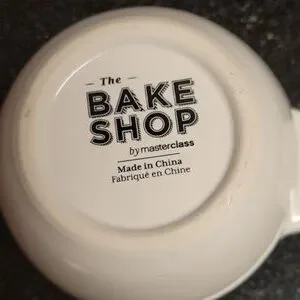 The
BAKE
SHOP
by masterclass
Made in China
Fabriqué en Chine